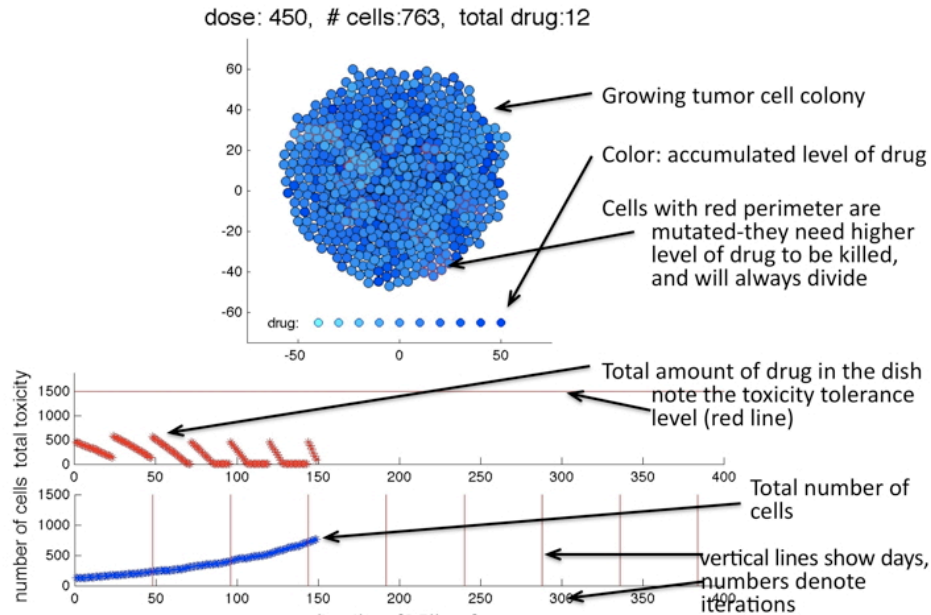 dose: 450, # cells:763, total drug:12
60
40
20
0
-20
-40
-60
drug:
-50
0
50
Growing tumor cell colony
Color: accumulated level of drug
Cells with red perimeter are
mutated-they need higher
level of drug to be killed,
and will always divide
total toxicity
1500
1000
500
0
0
50
100
150
200
250
300
350
400
Total amount of drug in the dish
note the toxicity tolerance
level (red line)
number of cells
1500
1000
500
0
0
50
100
150
200
250
300
350
400
Total number of
cells
vertical lines show days,
numbers denote
iterations